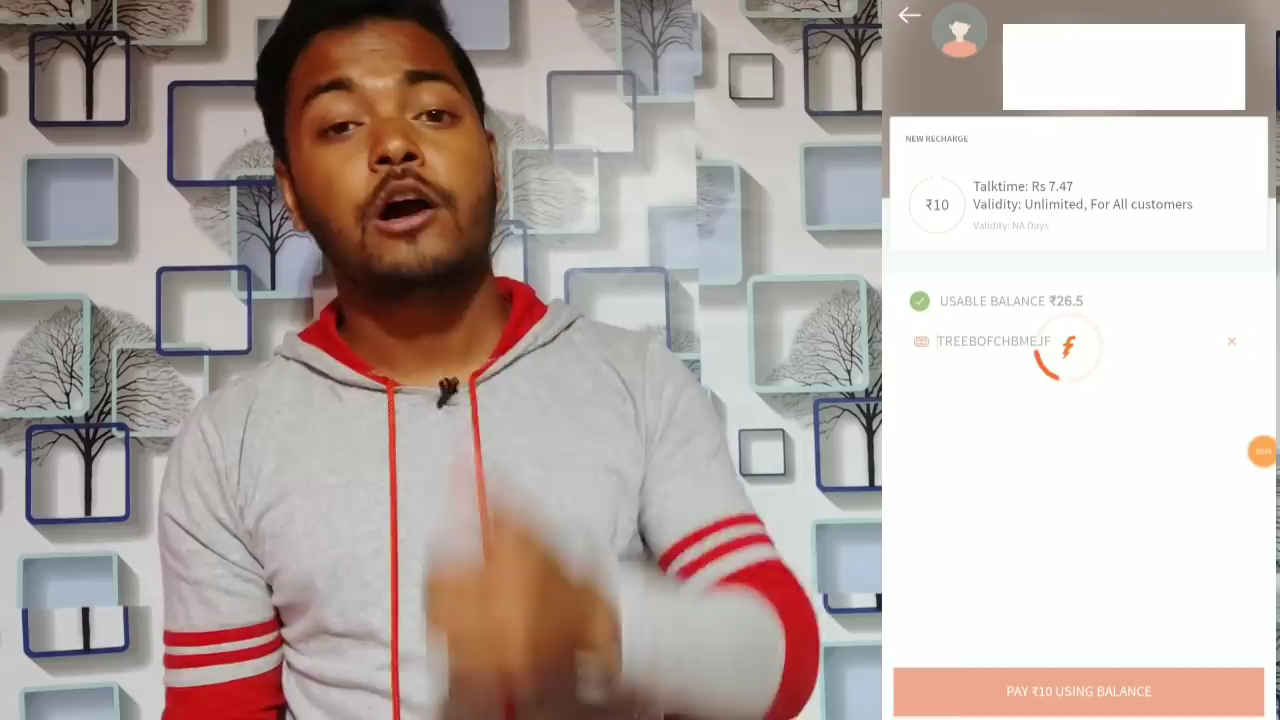 NEW RECHARGE
₹10
Talktime: Rs 7.47
Validity: Unlimited, For All customers
Validity: NA Days
USABLE BALANCE ₹26.5
TREEBOFCHBMEJF
PAY ₹10 USING BALANCE